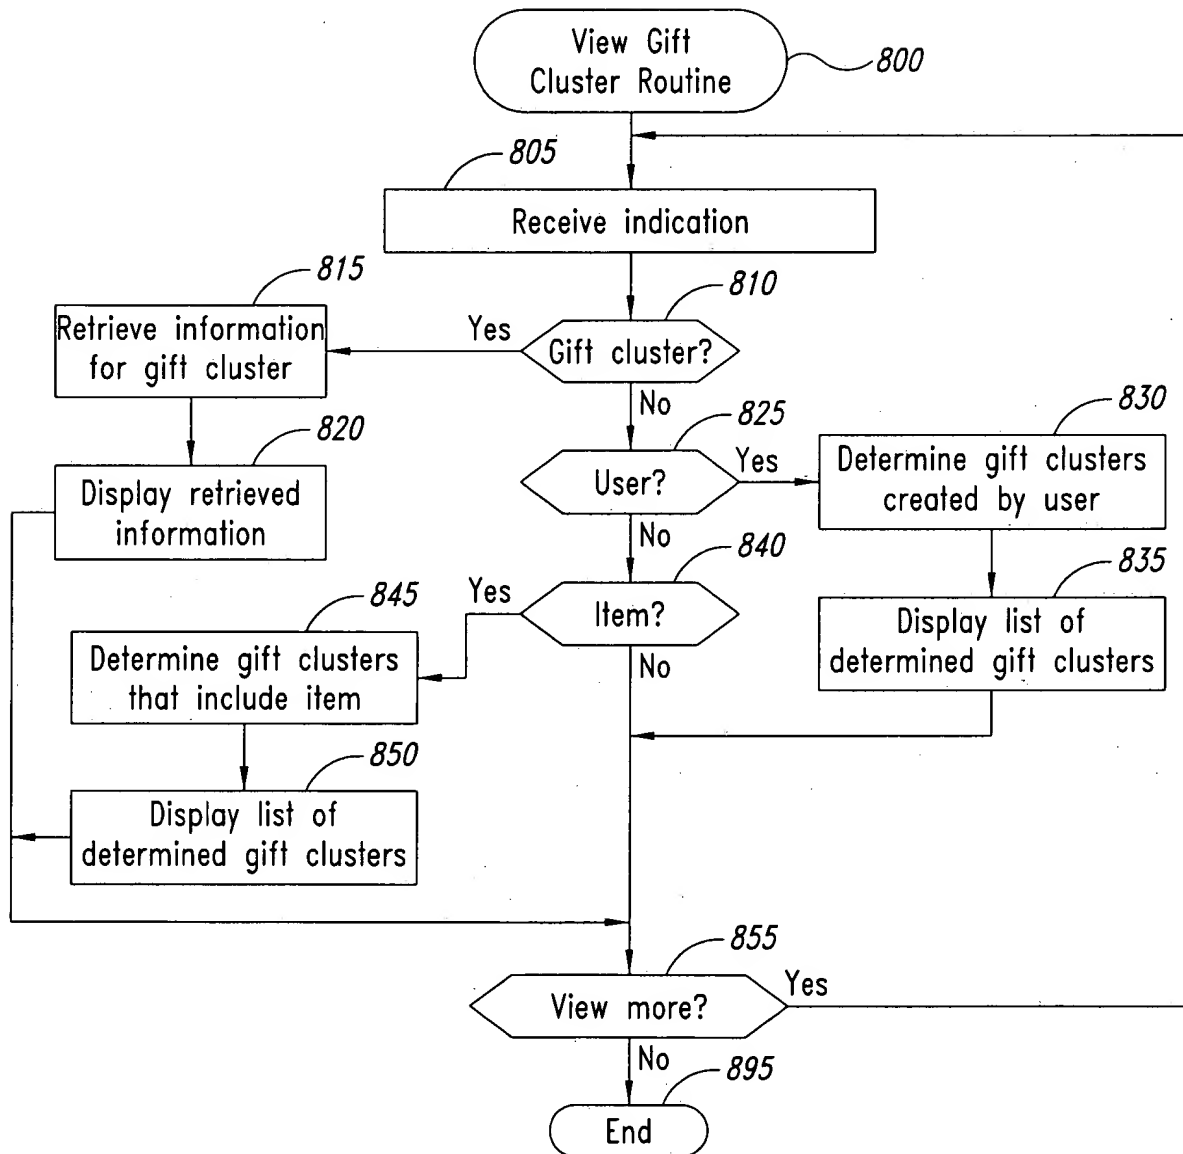 View Gift
Cluster Routine
800
805
Receive indication
815
810
Retrieve information
for gift cluster
Yes
Gift cluster?
No
820
825
830
Display retrieved
information
User?
Yes
Determine gift clusters
created by user
No
840
835
845
Yes
Item?
Display list of
determined gift clusters
Determine gift clusters
that include item
No
850
Display list of
determined gift clusters
855
View more?
Yes
No
895
End